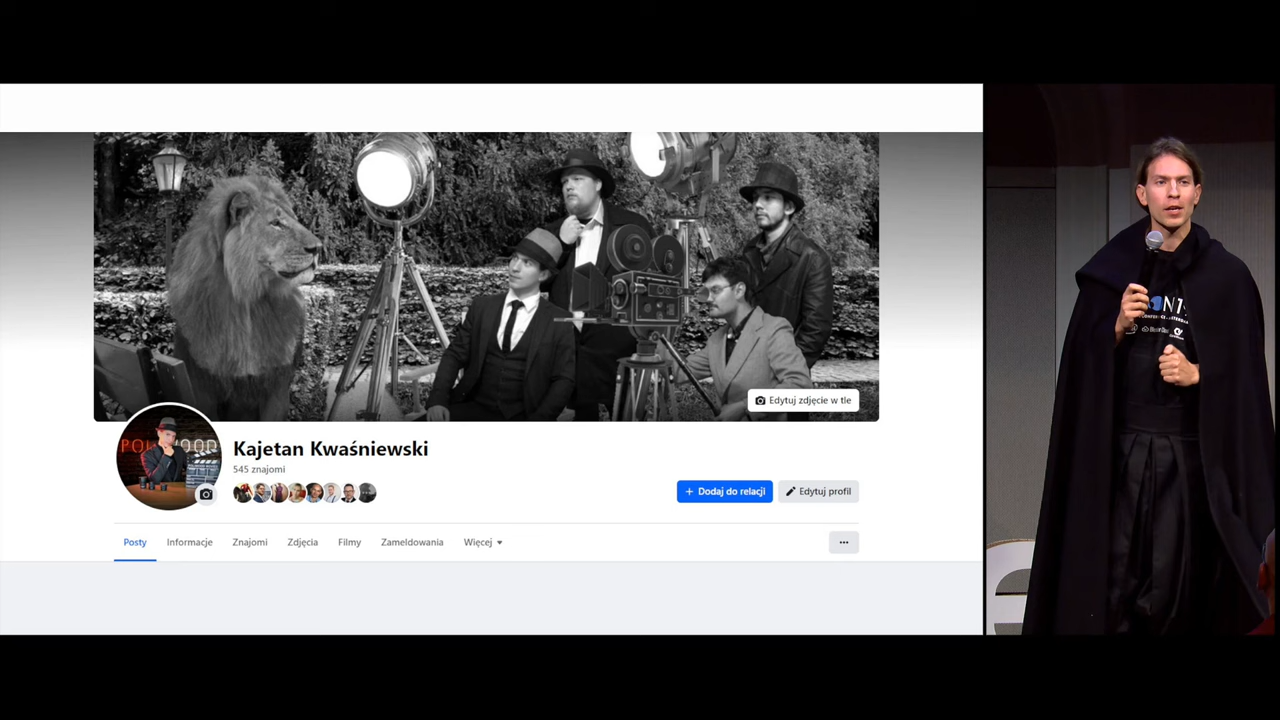 Edytuj zdjęcie w tle
Kajetan Kwaśniewski
545 znajomi
Dodaj do relacji
Edytuj profil
Posty
Informacje
Znajomi
Zdjęcia
Filmy
Zameldowania
Więcej